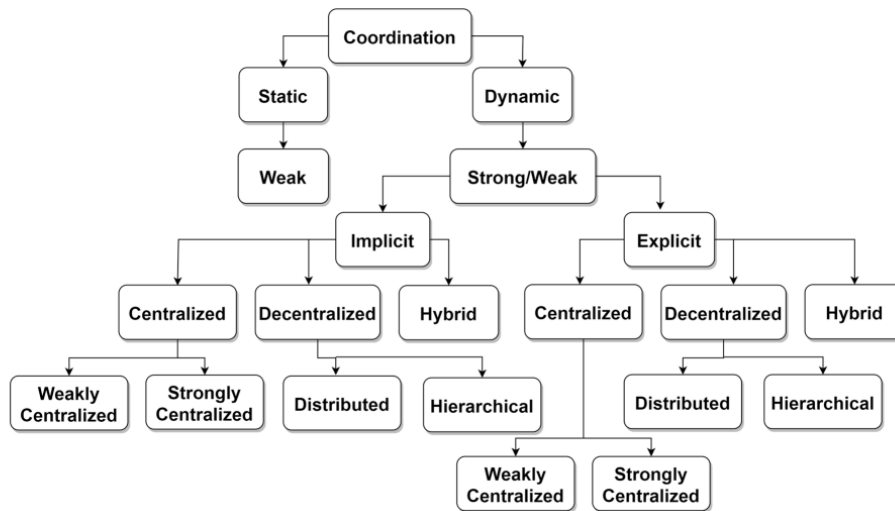 Coordination
Static
Dynamic
Weak
Strong/Weak
Implicit
Explicit
Centralized
Decentralized
Hybrid
Centralized
Decentralized
Hybrid
Weakly
Centralized
Strongly
Centralized
Distributed
Hierarchical
Distributed
Hierarchical
Weakly
Centralized
Strongly
Centralized